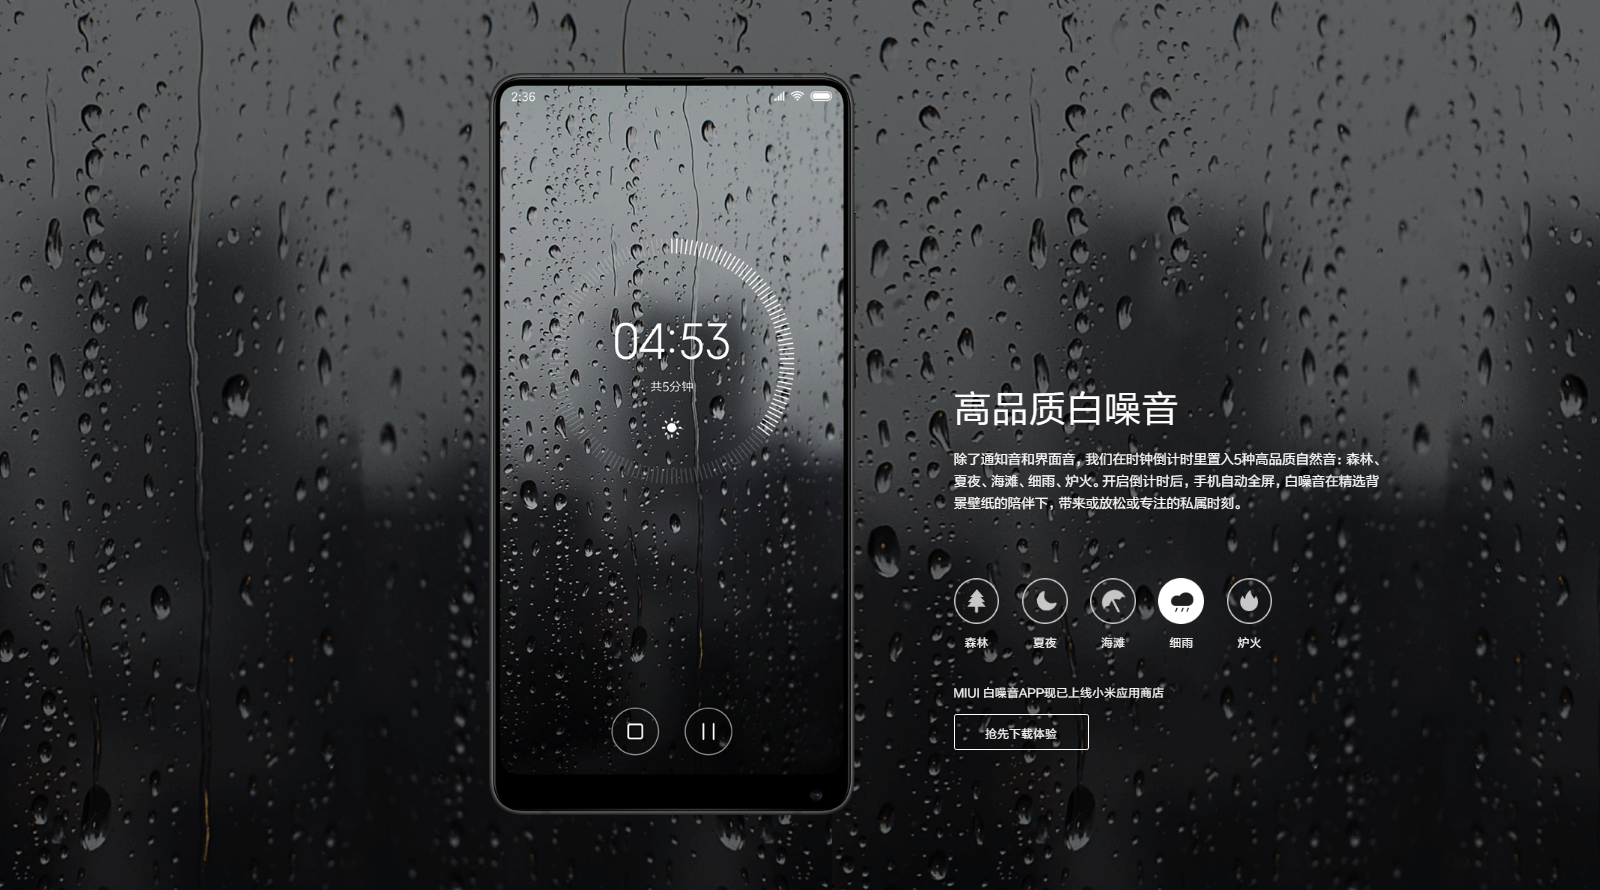 2:36
04:53
共5分钟
高品质白噪音
除了通知音和界面音，我们在时钟倒计时里置入5种高品质自然音：森林、
夏夜、海滩、细雨、炉火。开启倒计时后，手机自动全屏，白噪音在精选背
景壁纸的陪伴下，带来或放松或专注的私属时刻。
森林 夏夜 海滩 细雨 炉火
MIUI 白噪音APP现已上线小米应用商店
抢先下载体验